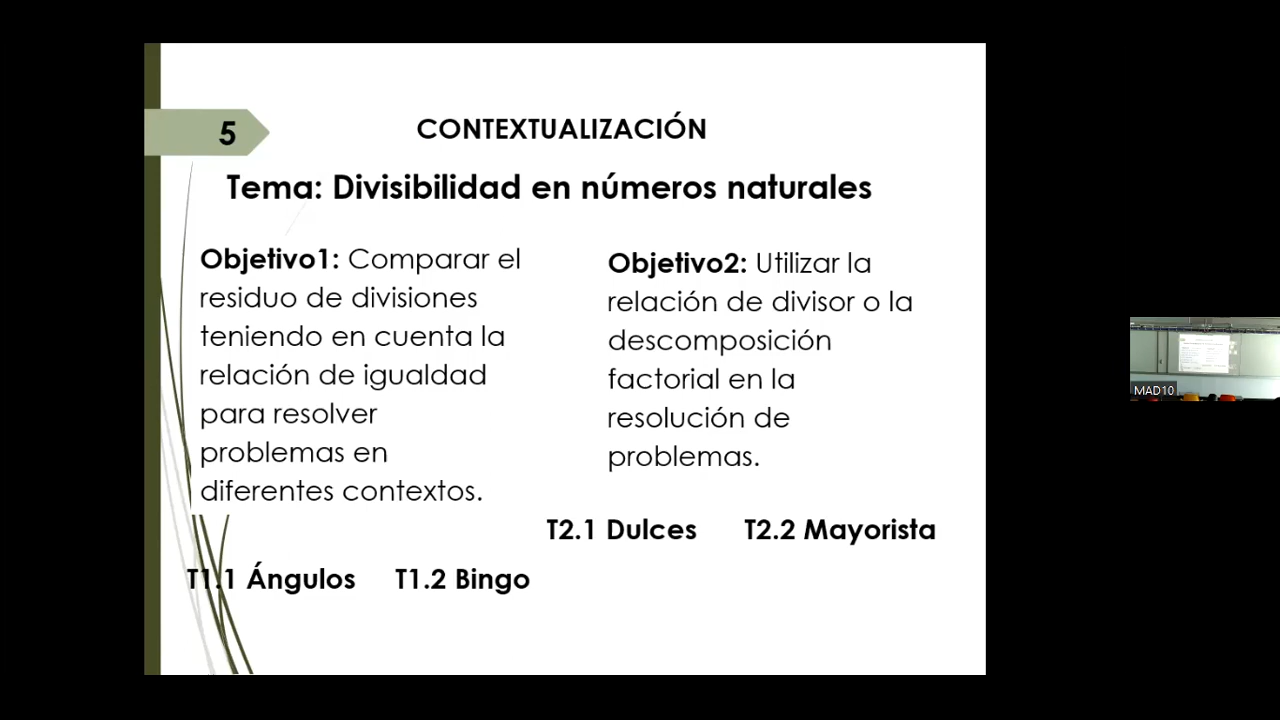 5
CONTEXTUALIZACIÓN
Tema: Divisibilidad en números naturales
Objetivo1: Comparar el
residuo de divisiones
teniendo en cuenta la
relación de igualdad
para resolver
problemas en
diferentes contextos.
T1.1 Ángulos T1.2 Bingo
Objetivo2: Utilizar la
relación de divisor o la
descomposición
factorial en la
resolución de
problemas.
T2.1 Dulces T2.2 Mayorista
MAD10